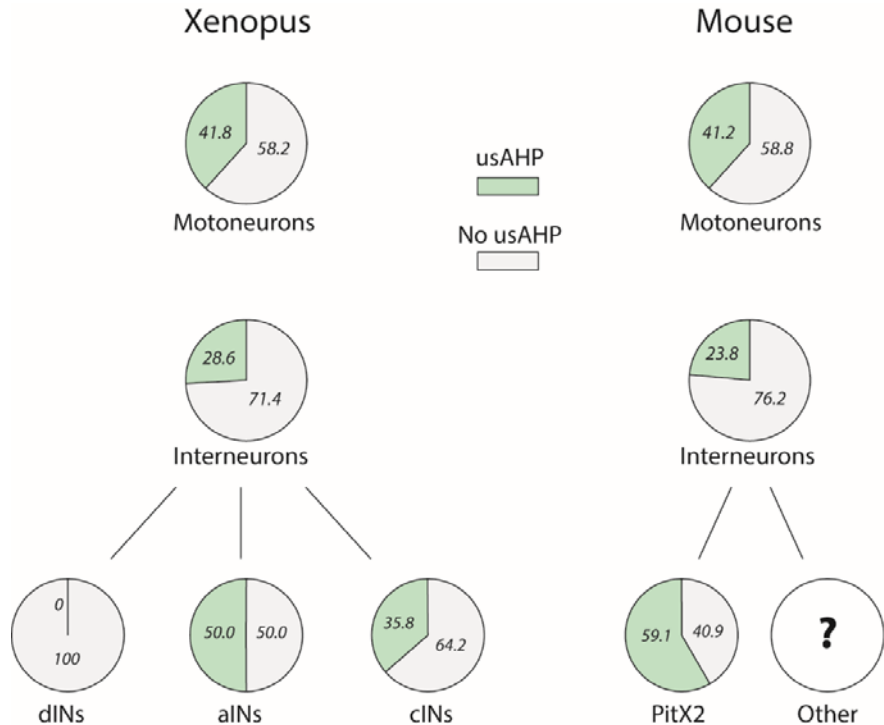 Xenopus
Mouse
41.8
58.2
Motoneurons
usAHP
No usAHP
41.2
58.8
Motoneurons
28.6
71.4
Interneurons
23.8
76.2
Interneurons
0
100
dINs
50.0
50.0
aINs
35.8
64.2
cINs
59.1
40.9
PitX2
?
Other